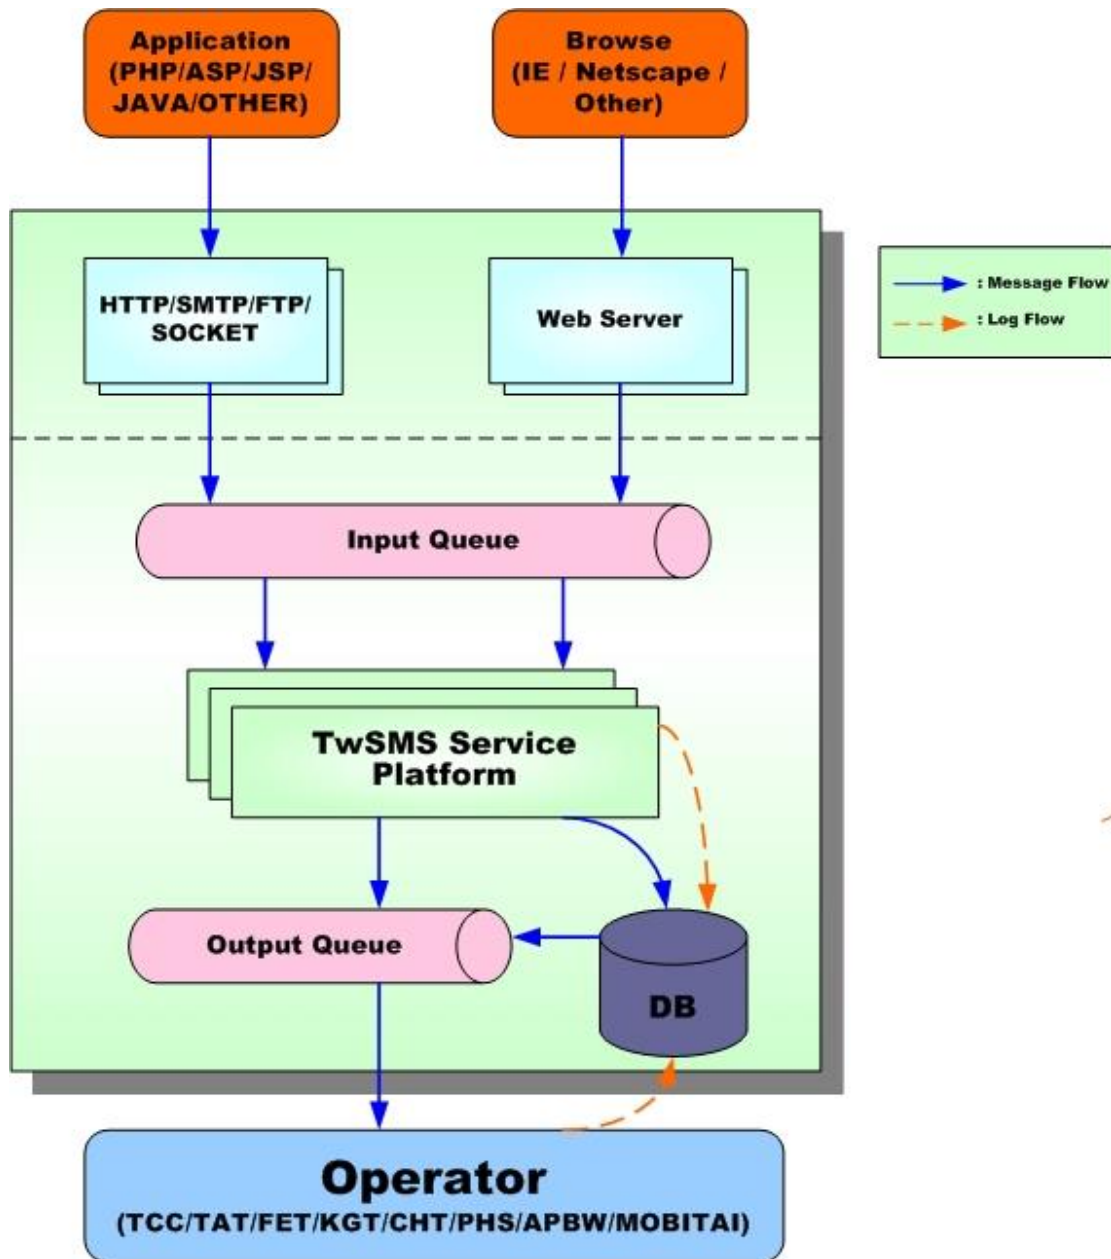 Application
(PHP/ASP/JSP/
JAVA/OTHER)
Browse
(IE / Netscape /
Other)
HTTP/SMTP/FTP/
SOCKET
Web Server
: Message Flow
: Log Flow
Input Queue
TwSMS Service
Platform
Output Queue
DB
Operator
(TCC/TAT/FET/KGT/CHT/PHS/APBW/MOBITAI)